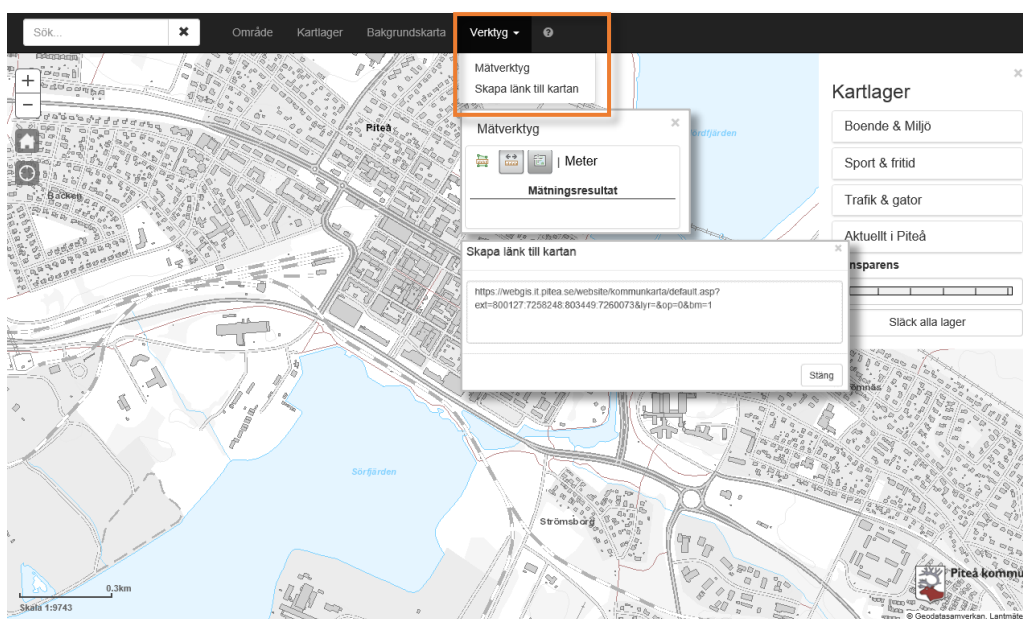 Sök...
Område
Kartlager
Bakgrundskarta
Verktyg
Mätverktyg
Skapa länk till kartan
Kartlager
Boende & Miljö
Sport & fritid
Trafik & gator
Aktuellt i Piteå
nsparens
Släck alla lager
Mätverktyg
| Meter
Mätningsresultat
Skapa länk till kartan
https://webgis.it.pitea.se/website/kommunkarta/default.asp?
ext=800127:7258248:803449:7260073&lyr=&op=0&bm=1
Stäng
Piteå
ordfjärden
Backen
ömnäs
Sörfjärden
Strömsborg
0.3km
Skala 1:9743
Piteå kommu
© Geodatasamverkan, Lantmäte